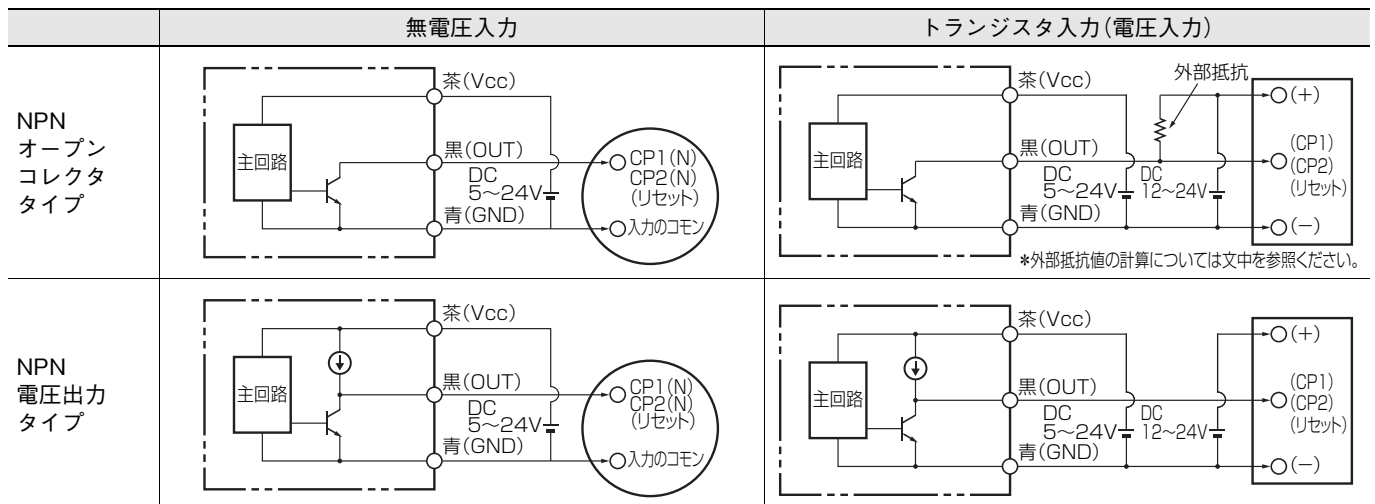 無電圧入力
トランジスタ入力(電圧入力)
NPN
オープン
コレクタ
タイプ
主回路
茶(Vcc)
黒(OUT)
DC
5～24V
青(GND)
CP1(N)
CP2(N)
(リセット)
入力のコモン
主回路
茶(Vcc)
外部抵抗
黒(OUT)
DC
5～24V
DC
12～24V
青(GND)
(+)
(CP1)
(CP2)
(リセット)
(−)
*外部抵抗値の計算については文中を参照ください。
NPN
電圧出力
タイプ
主回路
茶(Vcc)
黒(OUT)
DC
5～24V
青(GND)
CP1(N)
CP2(N)
(リセット)
入力のコモン
主回路
茶(Vcc)
黒(OUT)
DC
5～24V
DC
12～24V
青(GND)
(+)
(CP1)
(CP2)
(リセット)
(−)